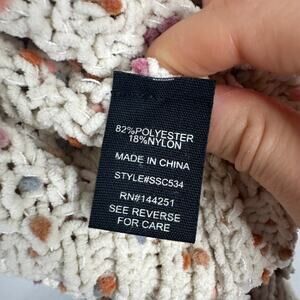 82%POLYESTER
18%NYLON
MADE IN CHINA
STYLE#SSC534
RN#144251
SEE REVERSE
FOR CARE